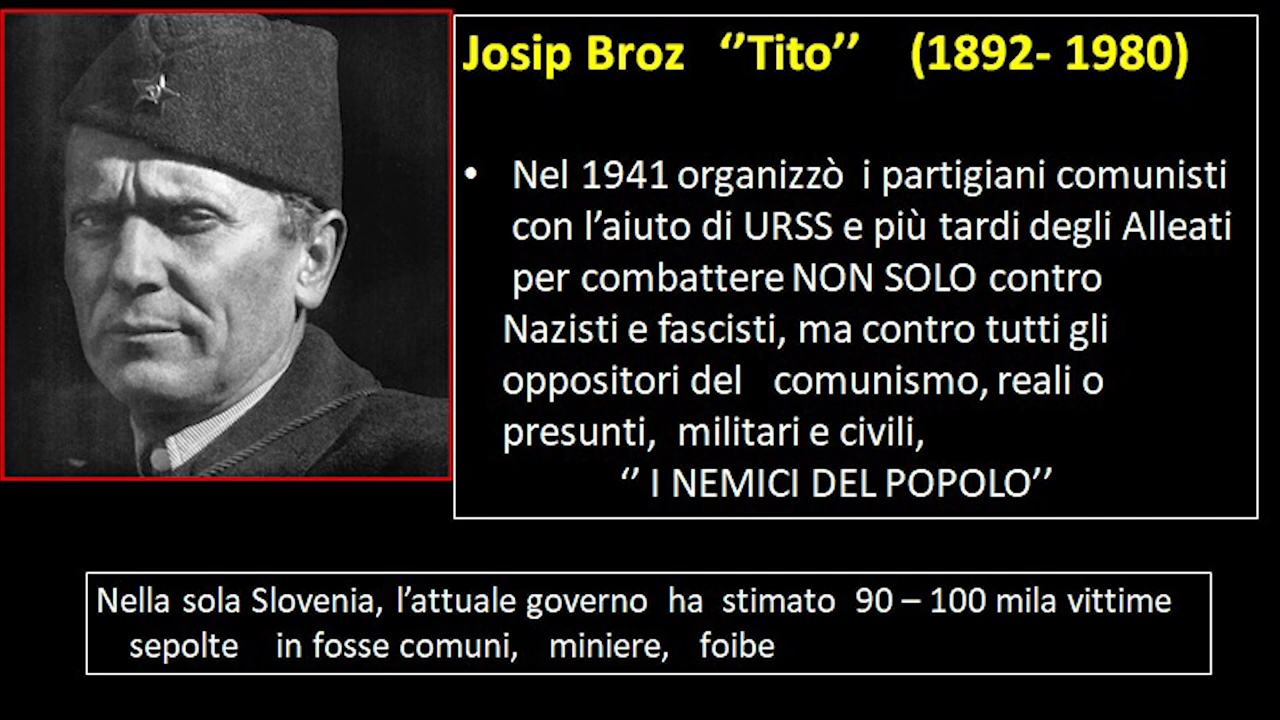 Josip Broz ‘’Tito’’ (1892- 1980)
• Nel 1941 organizzò i partigiani comunisti
con l’aiuto di URSS e più tardi degli Alleati
per combattere NON SOLO contro
Nazisti e fascisti, ma contro tutti gli
oppositori del comunismo, reali o
presunti, militari e civili,
‘’ I NEMICI DEL POPOLO’’
Nella sola Slovenia, l’attuale governo ha stimato 90 – 100 mila vittime
sepolte in fosse comuni, miniere, foibe